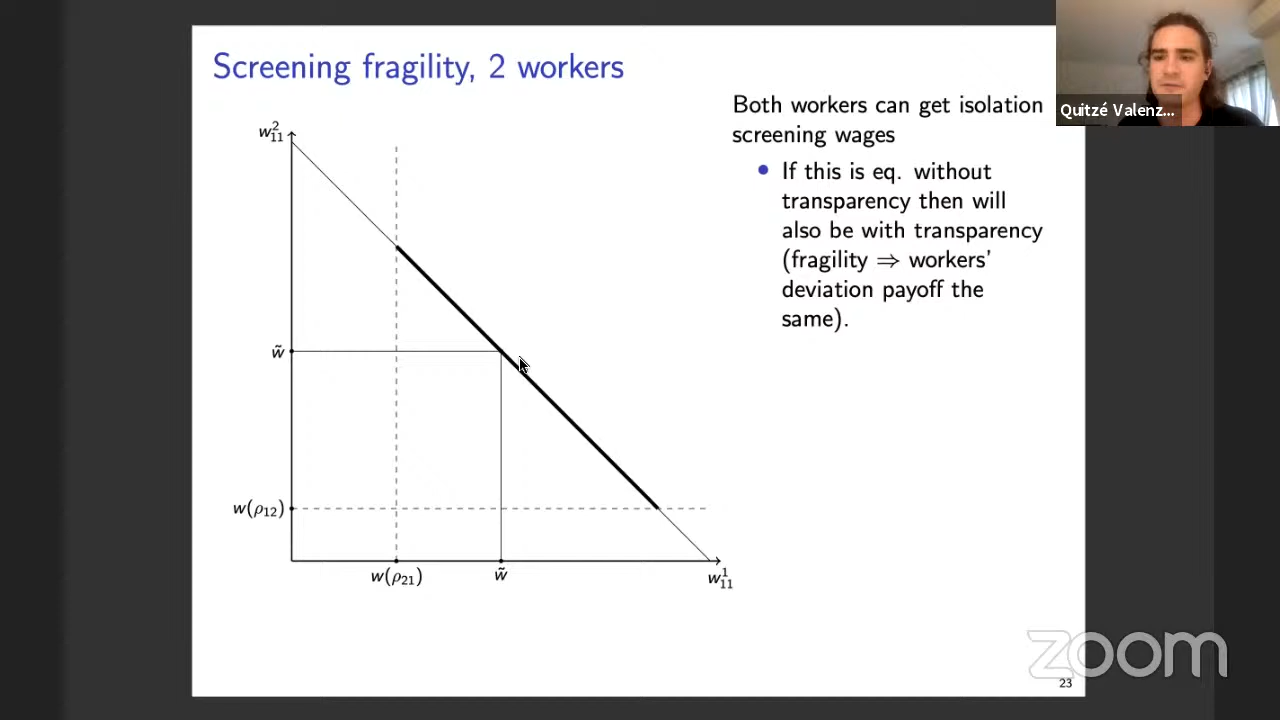 Screening fragility, 2 workers
Both workers can get isolation
screening wages
• If this is eq. without
transparency then will
also be with transparency
(fragility ⇒ workers'
deviation payoff the
same).
w²₁₁
w̃
w(ρ₁₂)
w(ρ₂₁)
w̃
w¹₁₁
Quitzé Valenz...
zoom
23